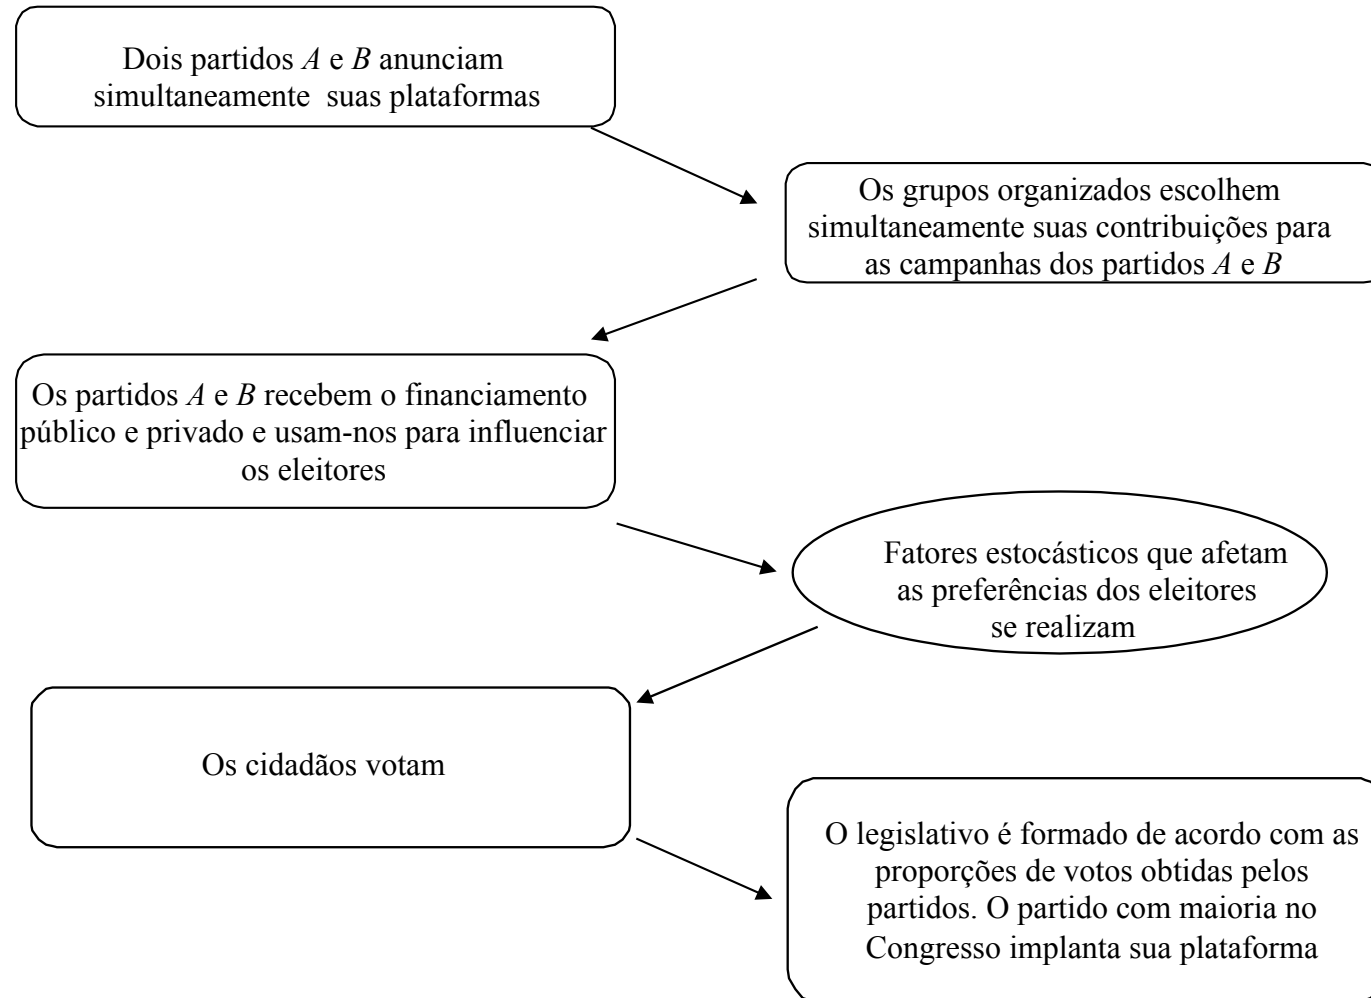 Dois partidos A e B anunciam
simultaneamente suas plataformas
Os grupos organizados escolhem
simultaneamente suas contribuições para
as campanhas dos partidos A e B
Os partidos A e B recebem o financiamento
público e privado e usam-nos para influenciar
os eleitores
Fatores estocásticos que afetam
as preferências dos eleitores
se realizam
Os cidadãos votam
O legislativo é formado de acordo com as
proporções de votos obtidas pelos
partidos. O partido com maioria no
Congresso implanta sua plataforma